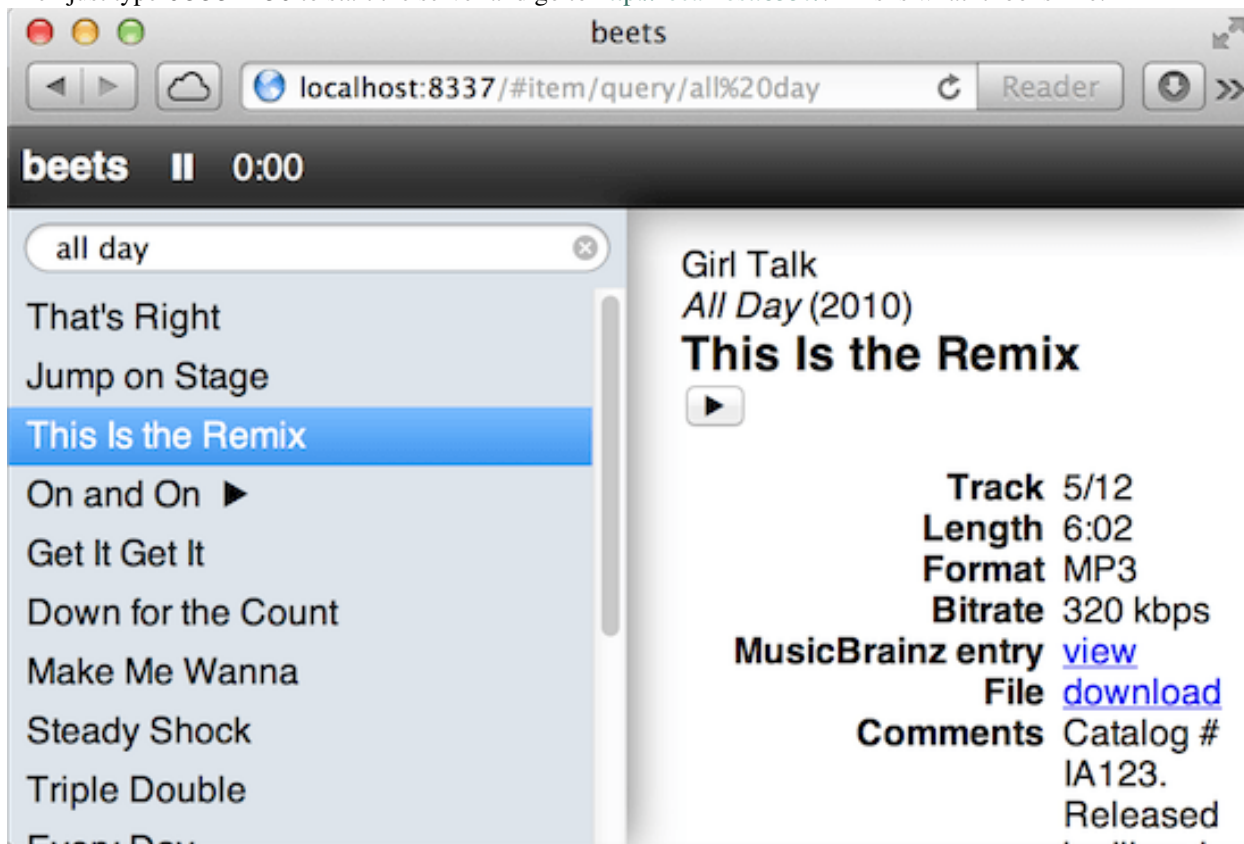 beets
localhost:8337/#item/query/all%20day
Reader
beets 0:00
all day
That's Right
Jump on Stage
This Is the Remix
On and On
Get It Get It
Down for the Count
Make Me Wanna
Steady Shock
Triple Double
Girl Talk
All Day (2010)
This Is the Remix
Track 5/12
Length 6:02
Format MP3
Bitrate 320 kbps
MusicBrainz entry view
File download
Comments Catalog #
IA123.
Released